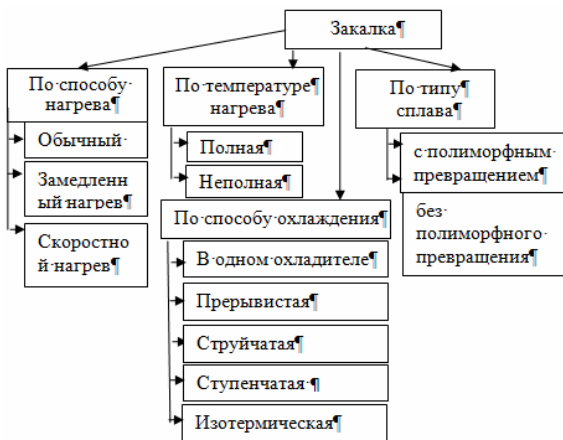 Закалка¶
По·способу·
нагрева¶
Обычный·
Замедленн
ый·нагрев¶
Скоростно
й·нагрев¶
По·температуре¶
нагрева¶
Полная¶
Неполная¶
По·способу·охлаждения¶
В·одном·охладителе¶
Прерывистая¶
Струйчатая¶
Ступенчатая·¶
Изотермическая¶
По·типу¶
сплава¶
с·полиморфным·
превращением¶
без·
полиморфного·
превращения¶